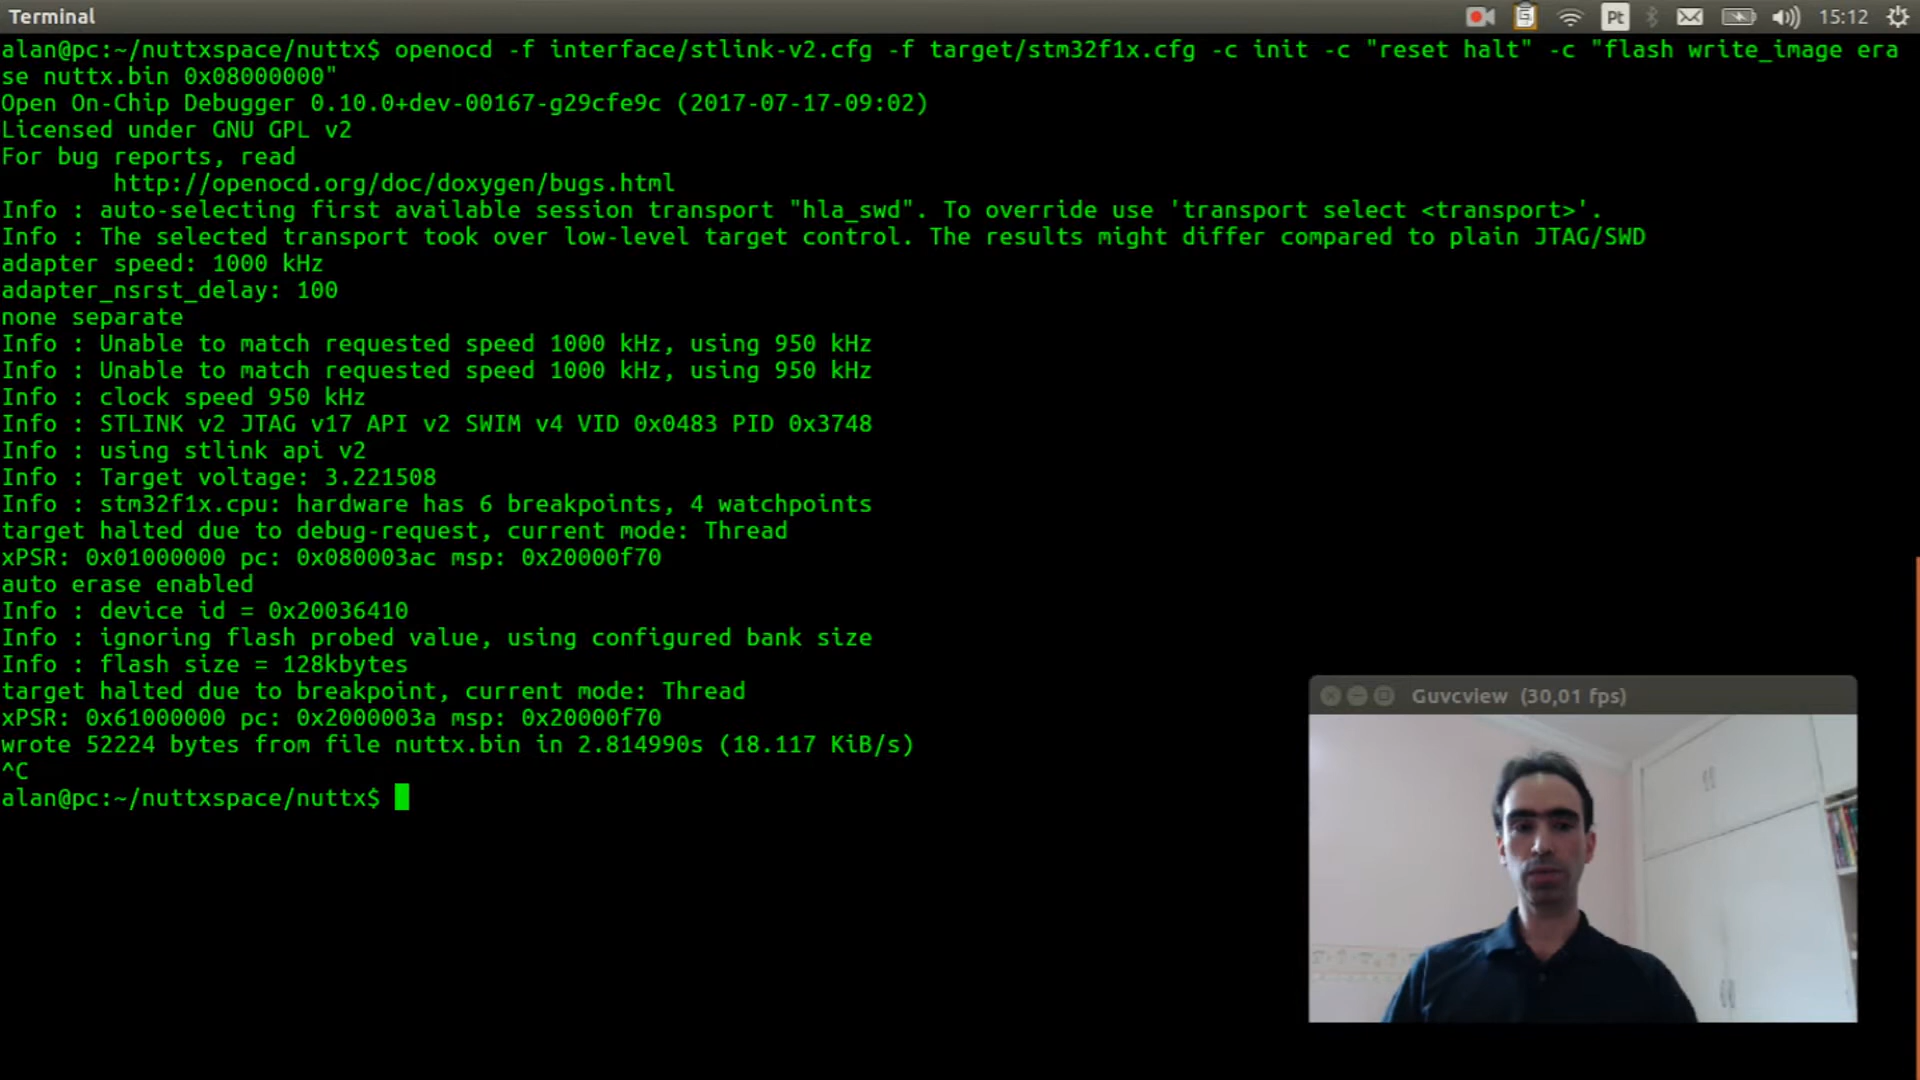 Terminal
Pt
15:12
alan@pc:~/nuttxspace/nuttx$ openocd -f interface/stlink-v2.cfg -f target/stm32f1x.cfg -c init -c "reset halt" -c "flash write_image era
se nuttx.bin 0x08000000"
Open On-Chip Debugger 0.10.0+dev-00167-g29cfe9c (2017-07-17-09:02)
Licensed under GNU GPL v2
For bug reports, read
http://openocd.org/doc/doxygen/bugs.html
Info : auto-selecting first available session transport "hla_swd". To override use 'transport select <transport>'.
Info : The selected transport took over low-level target control. The results might differ compared to plain JTAG/SWD
adapter speed: 1000 kHz
adapter_nsrst_delay: 100
none separate
Info : Unable to match requested speed 1000 kHz, using 950 kHz
Info : Unable to match requested speed 1000 kHz, using 950 kHz
Info : clock speed 950 kHz
Info : STLINK v2 JTAG v17 API v2 SWIM v4 VID 0x0483 PID 0x3748
Info : using stlink api v2
Info : Target voltage: 3.221508
Info : stm32f1x.cpu: hardware has 6 breakpoints, 4 watchpoints
target halted due to debug-request, current mode: Thread
xPSR: 0x01000000 pc: 0x080003ac msp: 0x20000f70
auto erase enabled
Info : device id = 0x20036410
Info : ignoring flash probed value, using configured bank size
Info : flash size = 128kbytes
target halted due to breakpoint, current mode: Thread
xPSR: 0x61000000 pc: 0x2000003a msp: 0x20000f70
wrote 52224 bytes from file nuttx.bin in 2.814990s (18.117 KiB/s)
^C
alan@pc:~/nuttxspace/nuttx$
Guvcview (30,01 fps)